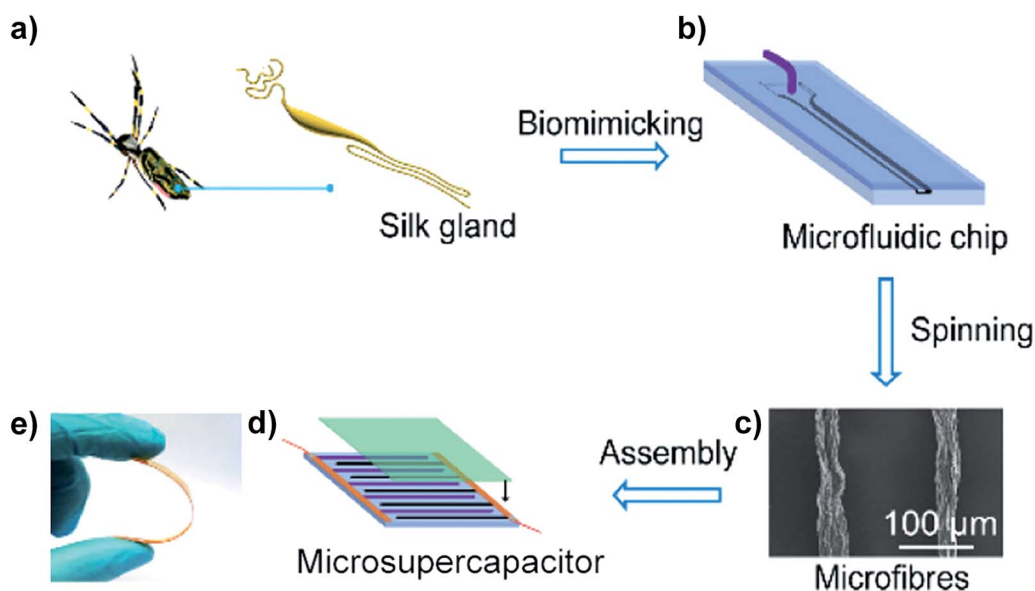 a)
b)
Biomimicking
Silk gland
Microfluidic chip
Spinning
e)
d)
c)
Assembly
100 µm
Microsupercapacitor
Microfibres